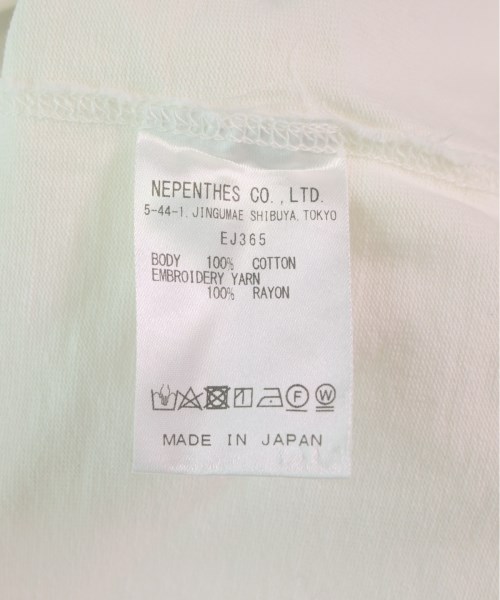 NEPENTHES CO.,LTD.
5-44-1, JINGUMAE SHIBUYA, TOKYO
EJ365
BODY 100% COTTON
EMBROIDERY YARN
100% RAYON
F W
MADE IN JAPAN